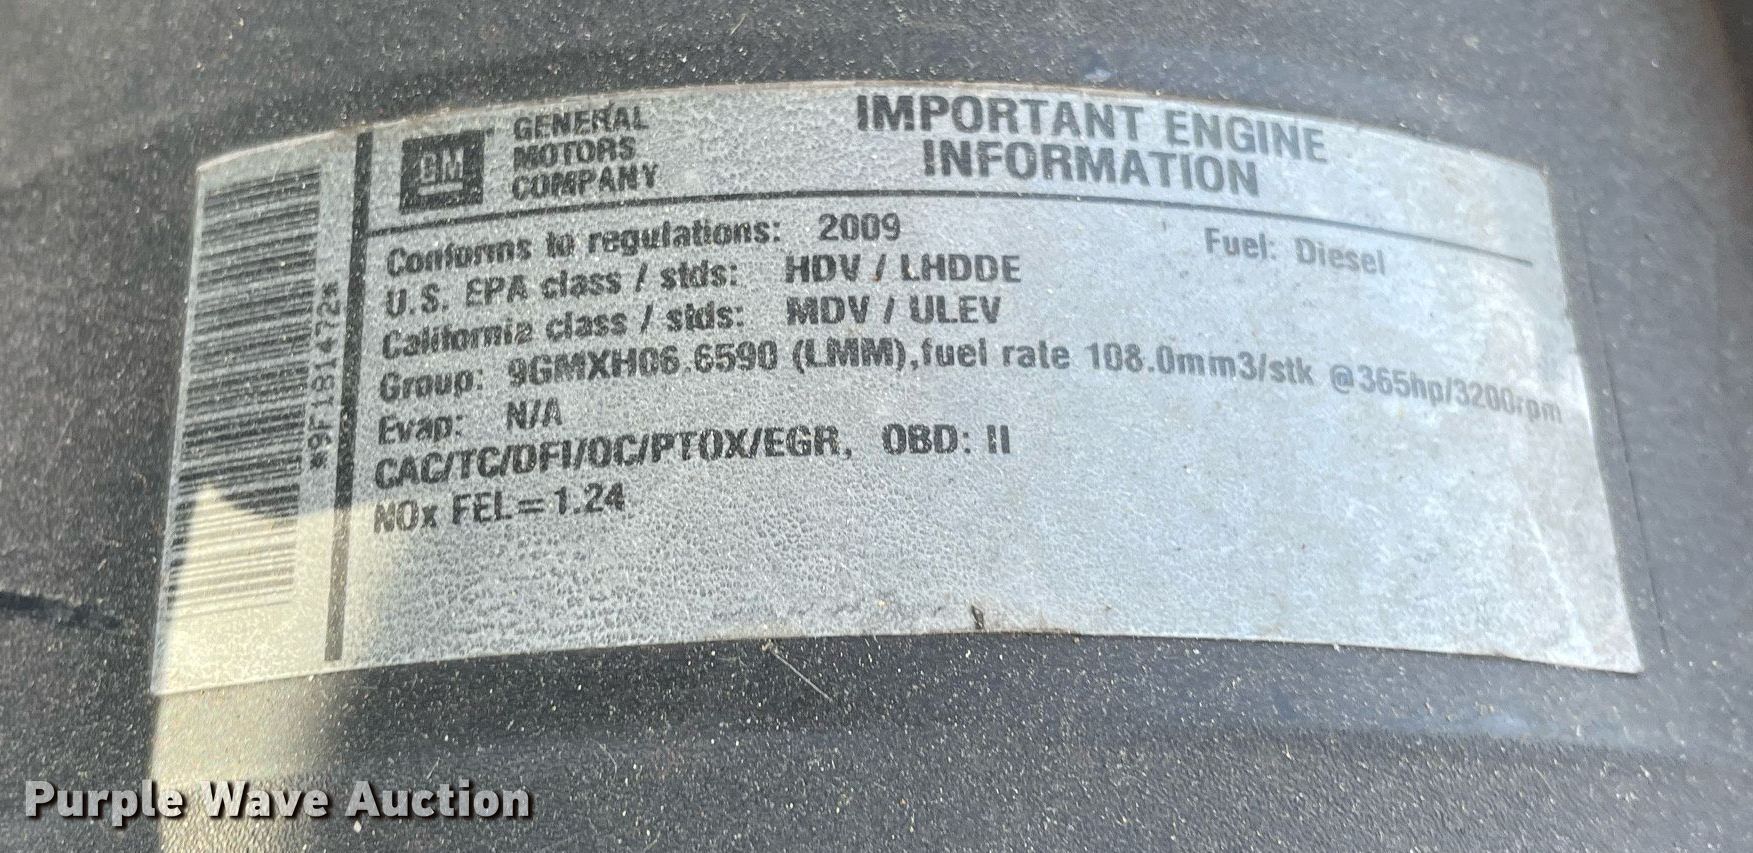 GM
GENERAL
MOTORS
COMPANY
IMPORTANT ENGINE
INFORMATION
Conforms to regulations: 2009
Fuel: Diesel
U.S. EPA class / stds: HDV / LHDDE
California class / stds: MDV / ULEV
Group: 9GMXH06.6590 (LMM),fuel rate 108.0mm3/stk @365hp/3200rpm
Evap: N/A
CAC/TC/DFI/OC/PTOX/EGR, OBD: II
NOx FEL=1.24
*9F1181472*
Purple Wave Auction